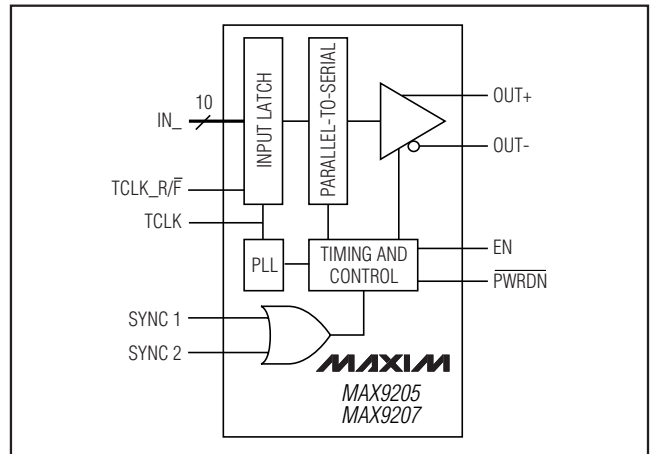 10
IN_
INPUT LATCH
PARALLEL-TO-SERIAL
OUT+
OUT-
TCLK_R/F̅
TCLK
PLL
TIMING AND
CONTROL
EN
P̅W̅R̅D̅N̅
SYNC 1
SYNC 2
MAXIM
MAX9205
MAX9207